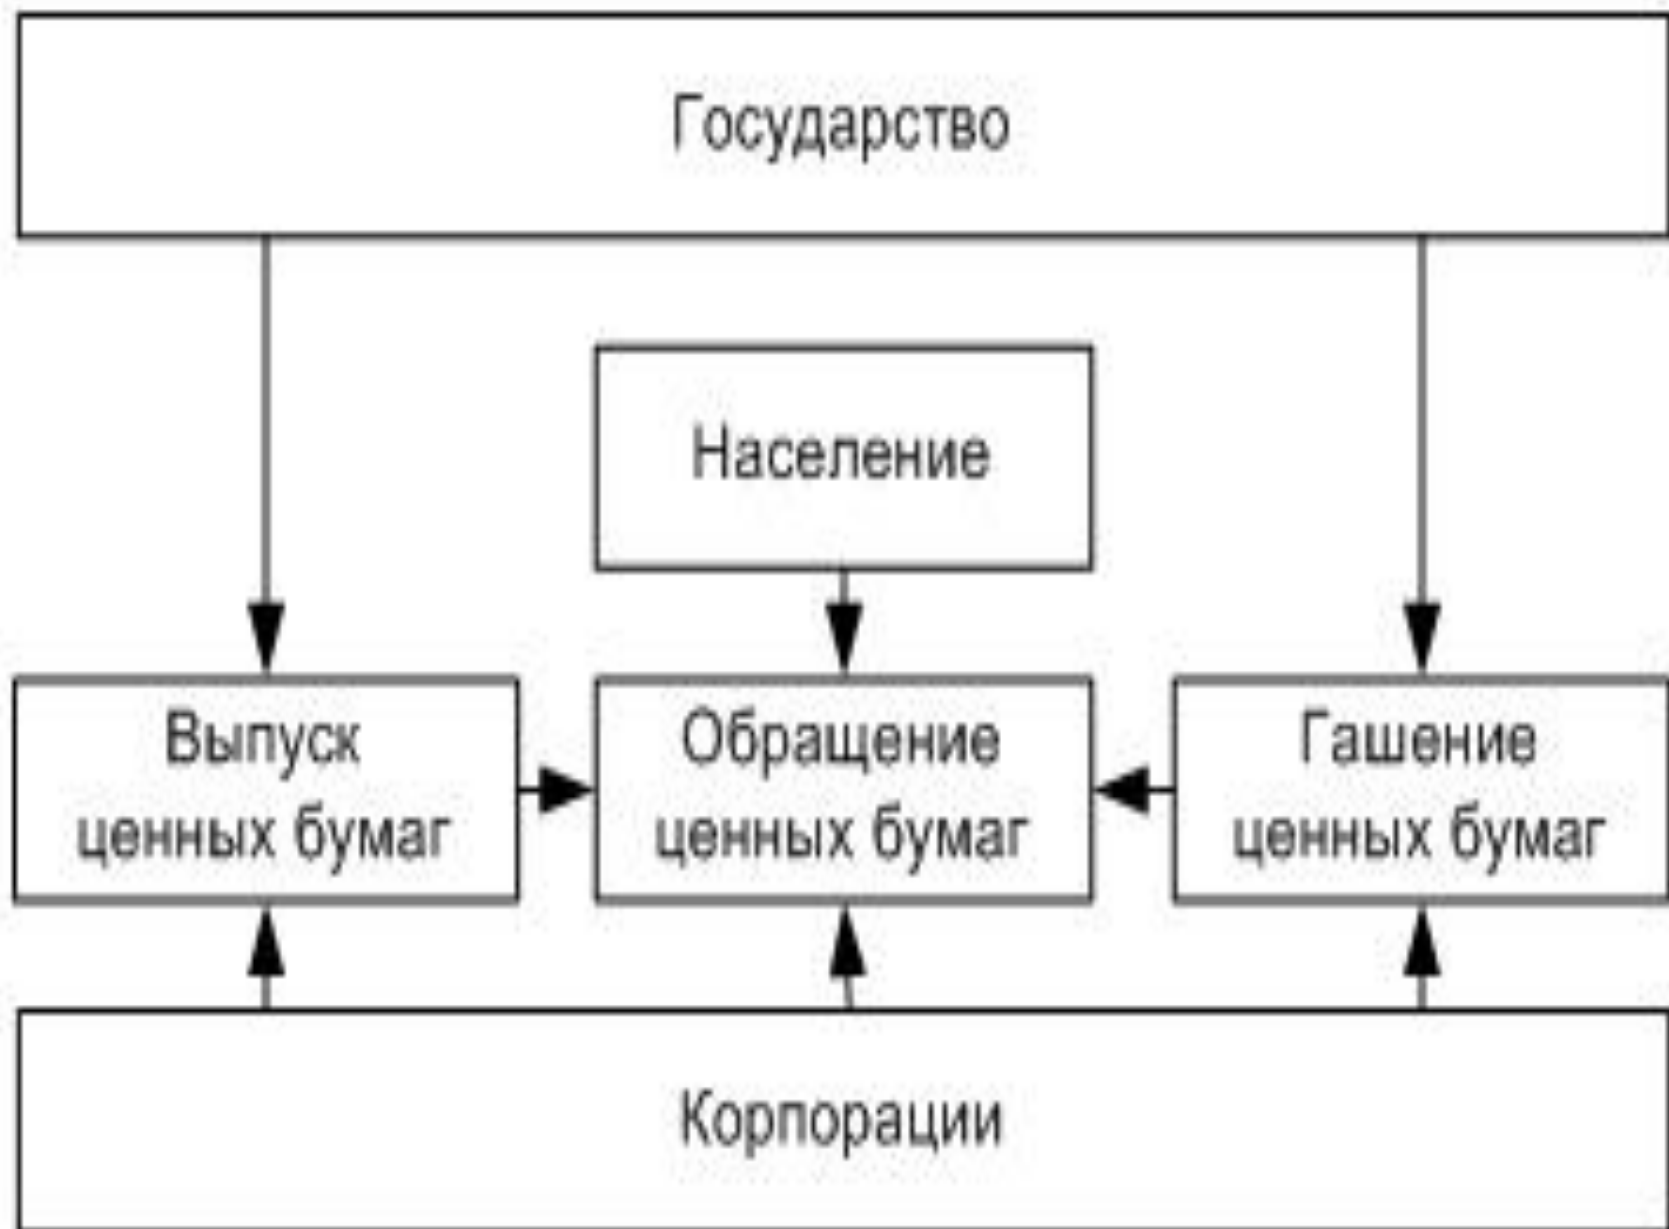 Государство
Население
Выпуск
ценных бумаг
Обращение
ценных бумаг
Гашение
ценных бумаг
Корпорации